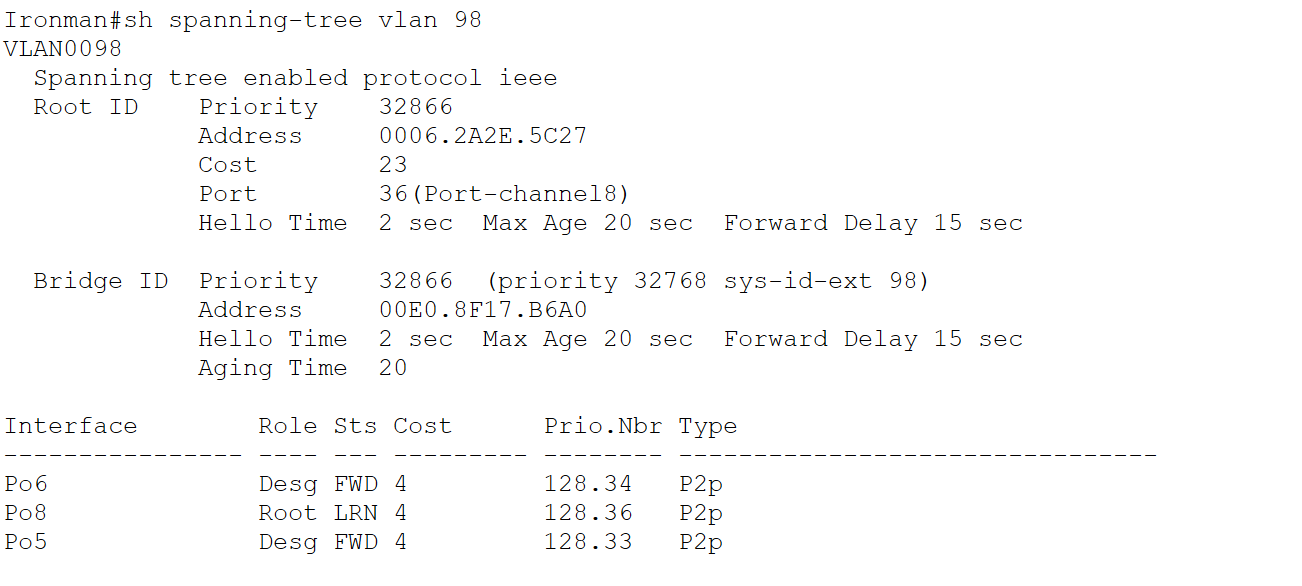 Ironman#sh spanning-tree vlan 98
VLAN0098
  Spanning tree enabled protocol ieee
  Root ID    Priority    32866
             Address     0006.2A2E.5C27
             Cost        23
             Port        36(Port-channel8)
             Hello Time  2 sec  Max Age 20 sec  Forward Delay 15 sec

  Bridge ID  Priority    32866  (priority 32768 sys-id-ext 98)
             Address     00E0.8F17.B6A0
             Hello Time  2 sec  Max Age 20 sec  Forward Delay 15 sec
             Aging Time  20

Interface        Role Sts Cost      Prio.Nbr Type
---------------- ---- --- --------- -------- --------------------------------
Po6              Desg FWD 4         128.34   P2p
Po8              Root LRN 4         128.36   P2p
Po5              Desg FWD 4         128.33   P2p